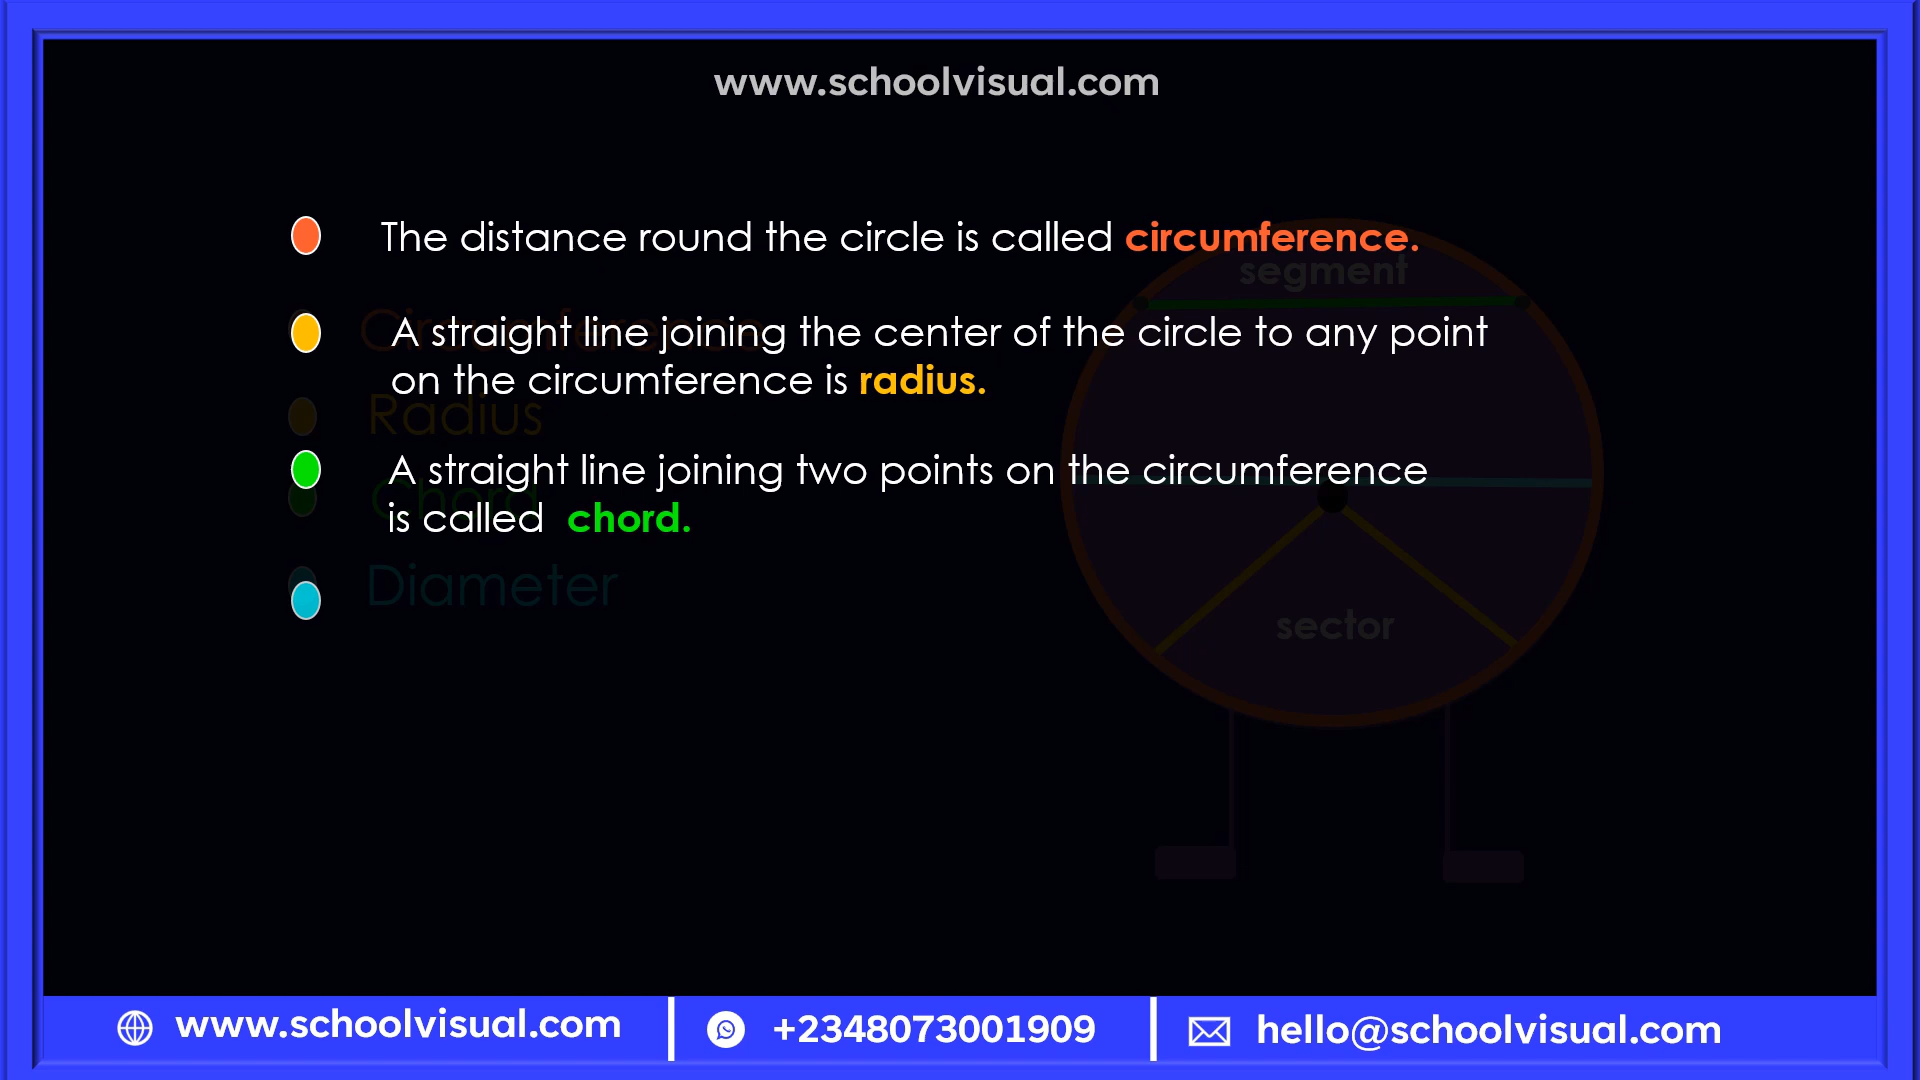 www.schoolvisual.com
The distance round the circle is called circumference.
segment
Circumference
A straight line joining the center of the circle to any point
on the circumference is radius.
Radius
A straight line joining two points on the circumference
Chord
is called chord.
Diameter
sector
www.schoolvisual.com
+2348073001909
hello@schoolvisual.com